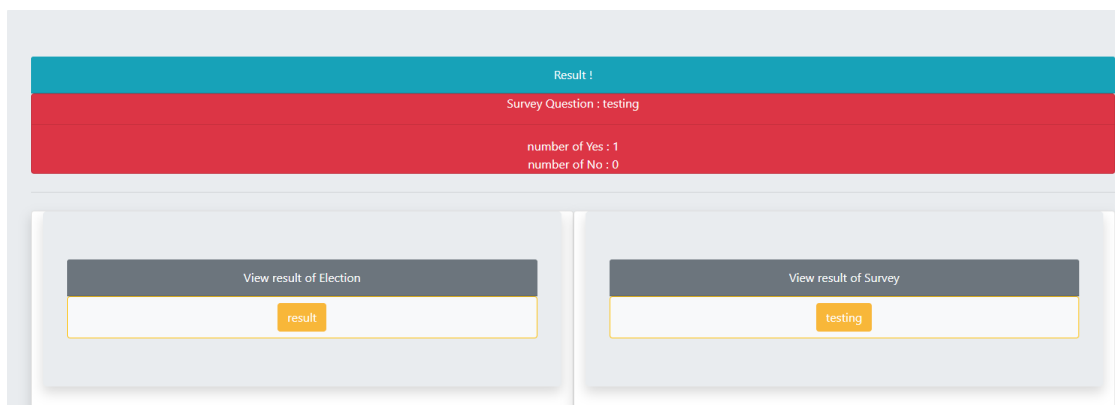 Result !
Survey Question : testing
number of Yes : 1
number of No : 0
View result of Election
result
View result of Survey
testing